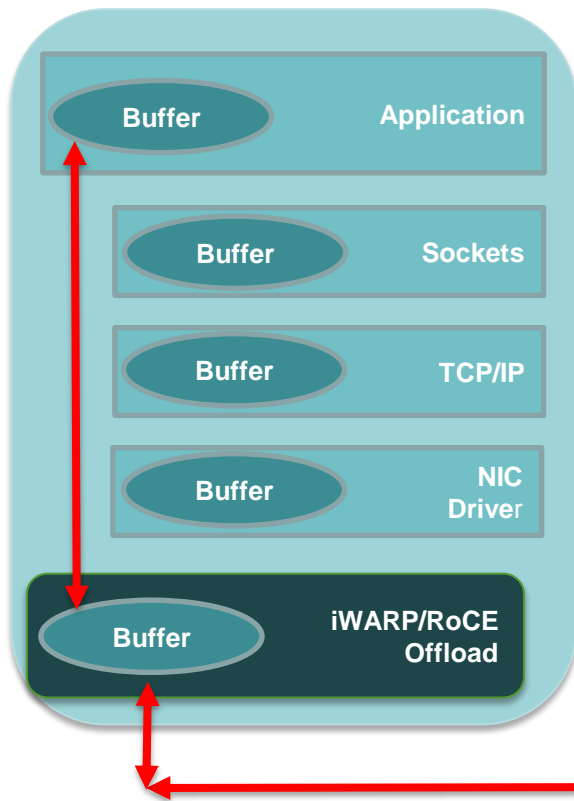 Buffer Application
Buffer Sockets
Buffer TCP/IP
Buffer NIC
Driver
Buffer iWARP/RoCE
Offload